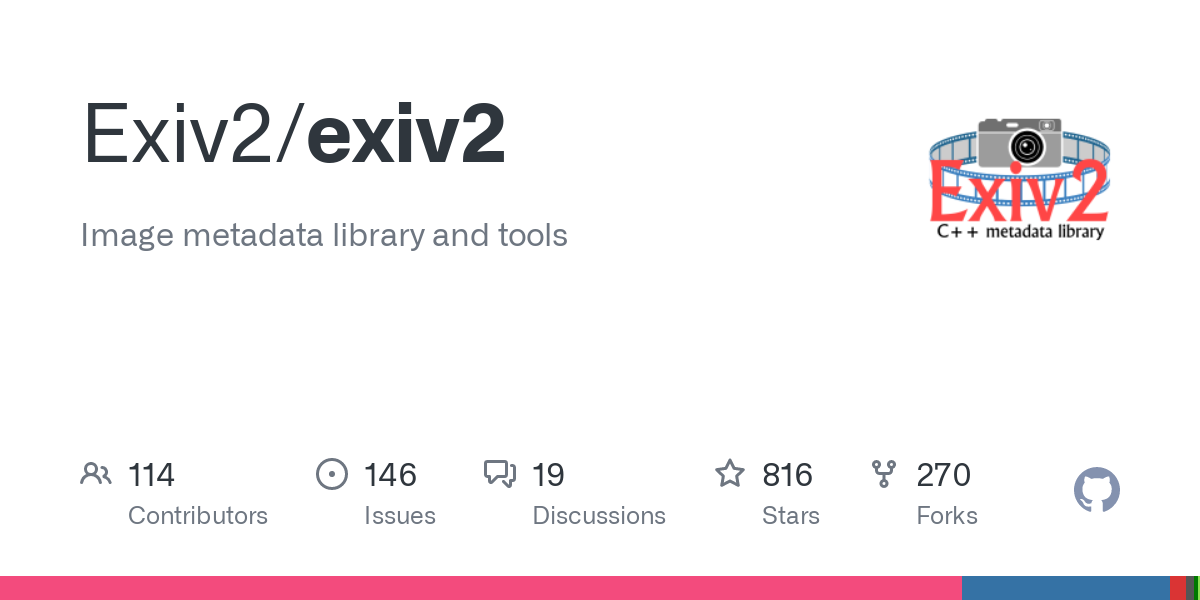 Exiv2/exiv2
Image metadata library and tools
Exiv2
C++ metadata library
114
Contributors
146
Issues
19
Discussions
816
Stars
270
Forks